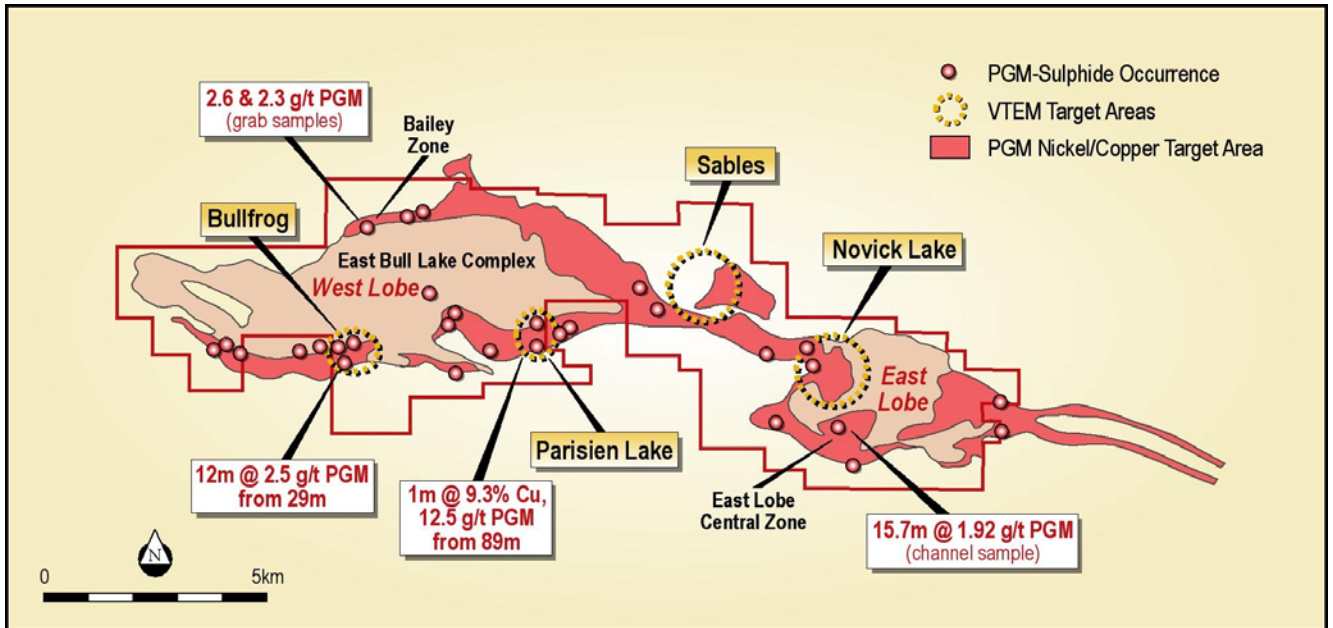 PGM-Sulphide Occurrence
VTEM Target Areas
PGM Nickel/Copper Target Area
2.6 & 2.3 g/t PGM
(grab samples)
Bailey
Zone
Sables
Bullfrog
Novick Lake
East Bull Lake Complex
West Lobe
East
Lobe
Parisien Lake
12m @ 2.5 g/t PGM
from 29m
1m @ 9.3% Cu,
12.5 g/t PGM
from 89m
East Lobe
Central Zone
15.7m @ 1.92 g/t PGM
(channel sample)
N
0
5km